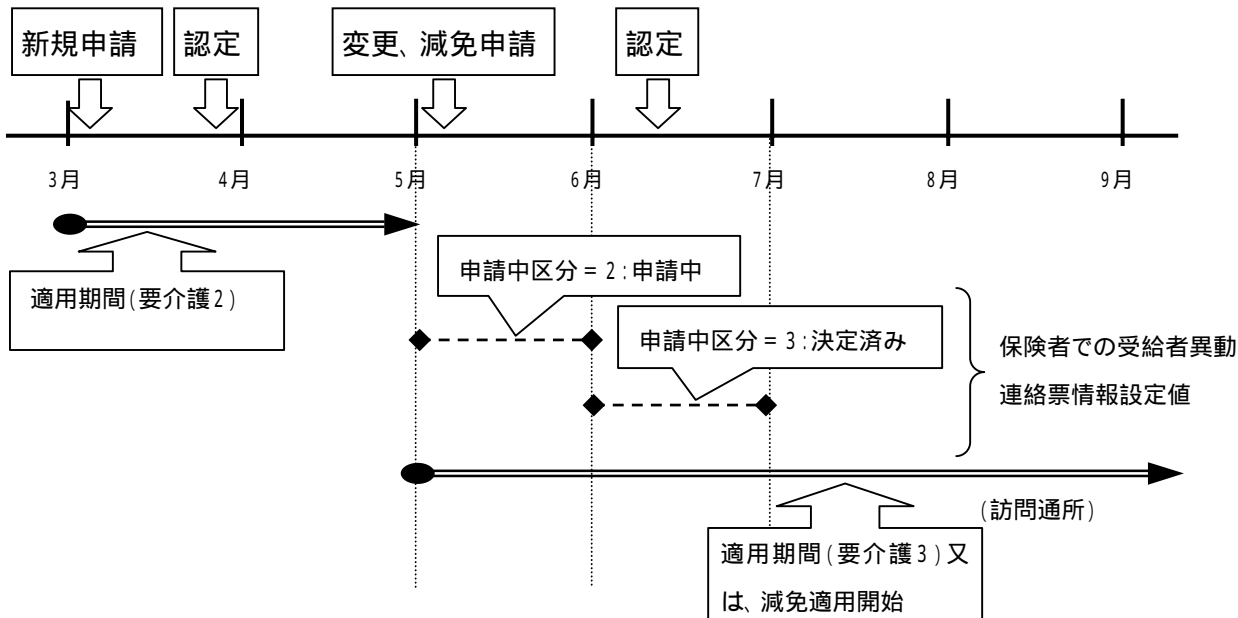 新規申請
認定
変更、減免申請
認定
3月
4月
5月
6月
7月
8月
9月
適用期間(要介護2)
申請中区分=2:申請中
申請中区分=3:決定済み
保険者での受給者異動
連絡票情報設定値
(訪問通所)
適用期間(要介護3)又
は、減免適用開始